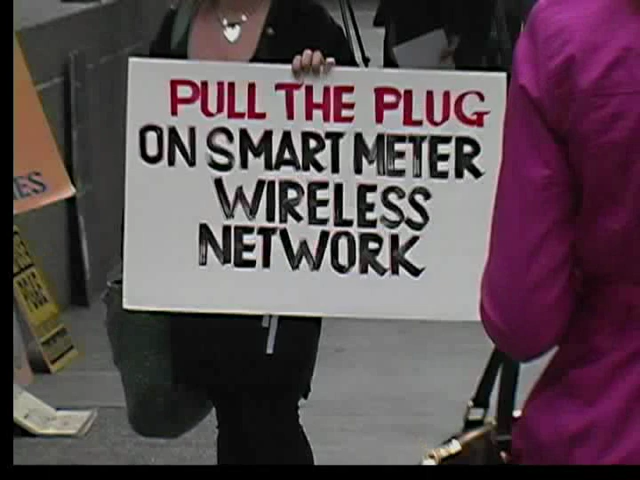 PULL THE PLUG
ON SMART METER
WIRELESS
NETWORK